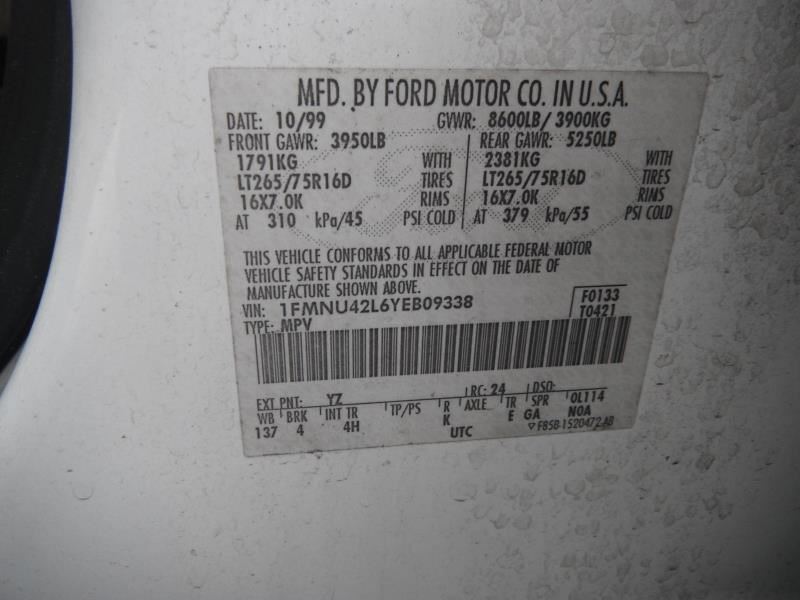 MFD. BY FORD MOTOR CO. IN U.S.A.
DATE: 10/99 GVWR: 8600LB/ 3900KG
FRONT GAWR: 3950LB REAR GAWR: 5250LB
1791KG WITH 2381KG WITH
LT265/75R16D TIRES LT265/75R16D TIRES
16X7.0K RIMS 16X7.0K RIMS
AT 310 kPa/45 PSI COLD AT 379 kPa/55 PSI COLD
THIS VEHICLE CONFORMS TO ALL APPLICABLE FEDERAL MOTOR
VEHICLE SAFETY STANDARDS IN EFFECT ON THE DATE OF
MANUFACTURE SHOWN ABOVE.
VIN: 1FMNU42L6YEB09338 F0133
TYPE: MPV T0421
EXT PNT: YZ RC: 24 DSO:
WB BRK INT TR TP/PS R AXLE TR SPR OL114
137 4 4H K UTC E GA NOA
F85B-1520472-AB